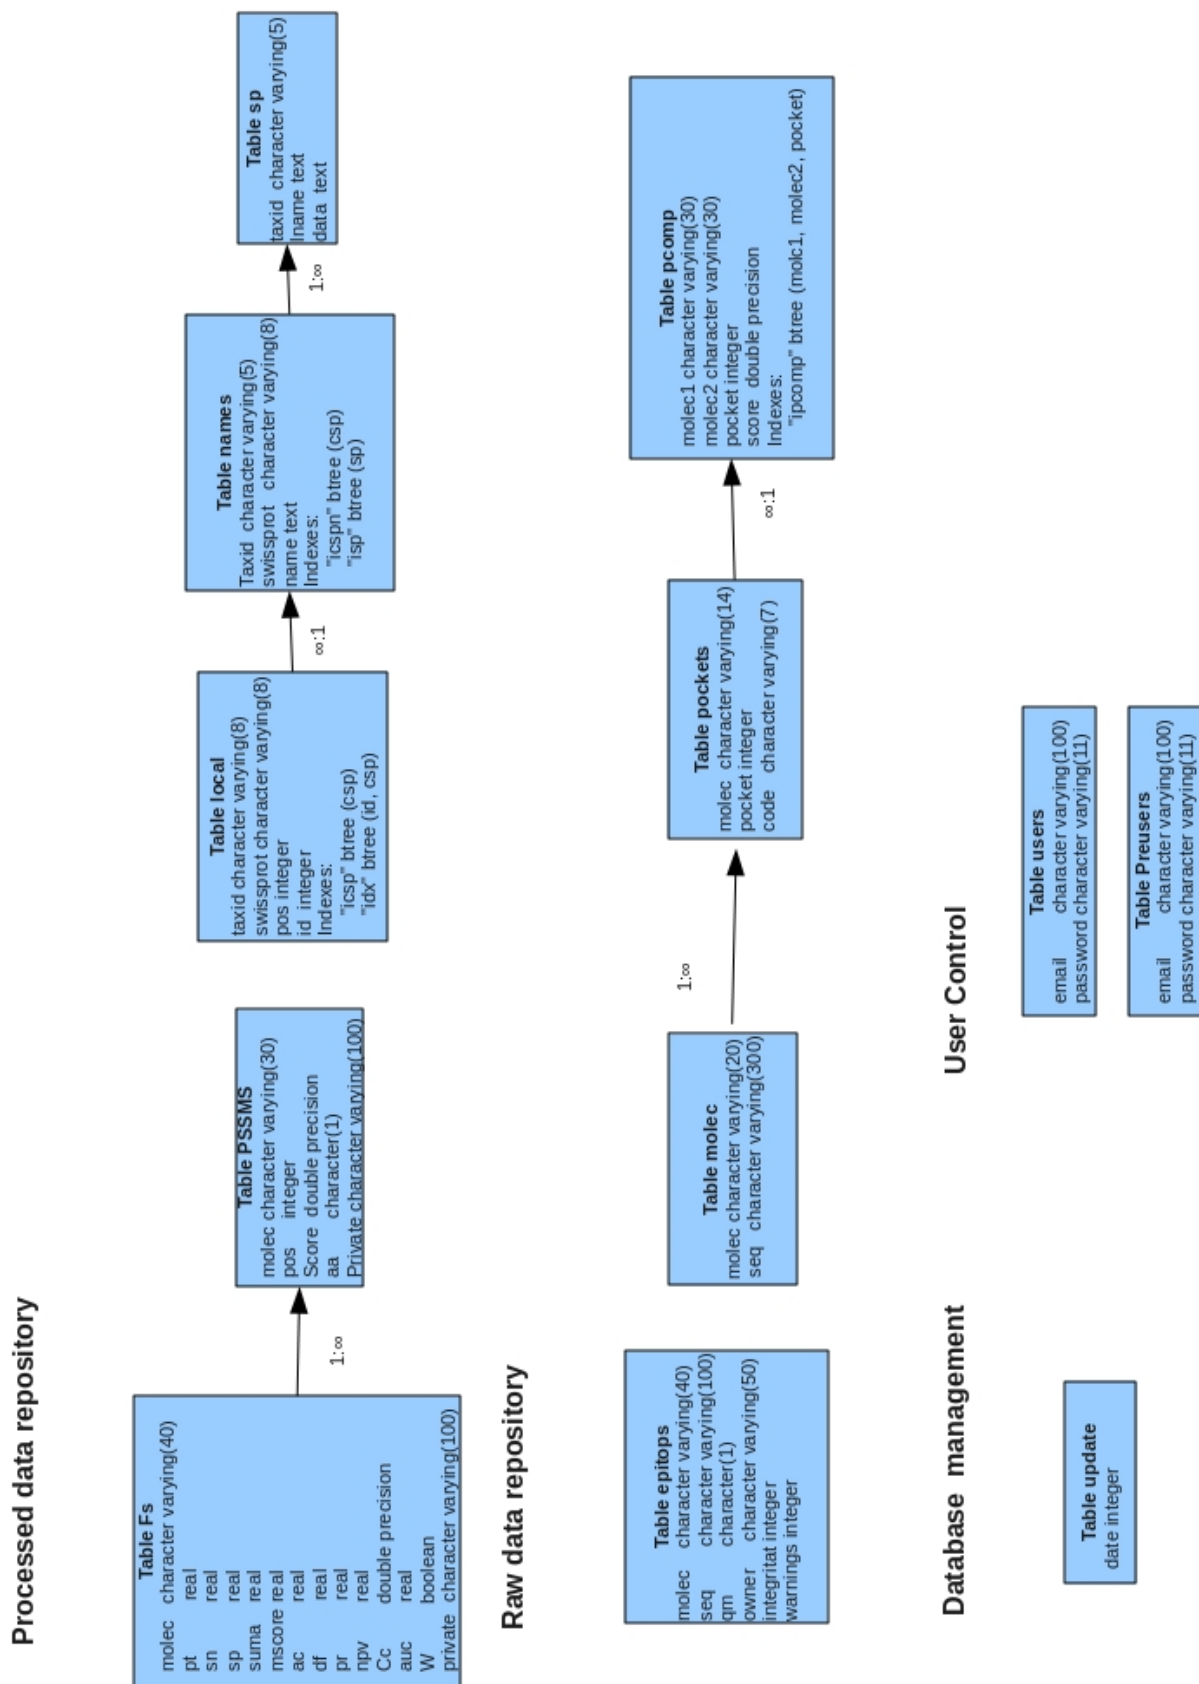 Processed data repository
Table Fs
molec character varying(40)
pt real
sn real
sp real
suma real
mscore real
ac real
df real
pr real
npv real
Cc double precision
auc real
W boolean
private character varying(100)
1:∞
Table PSSMS
molec character varying(30)
pos integer
Score double precision
aa character(1)
Private character varying(100)
Table local
taxid character varying(8)
swissprot character varying(8)
pos integer
id integer
Indexes:
"icsp" btree (csp)
"idx" btree (id, csp)
∞:1
Table names
Taxid character varying(5)
swissprot character varying(8)
name text
Indexes:
"icspn" btree (csp)
"isp" btree (sp)
1:∞
Table sp
taxid character varying(5)
lname text
data text
Raw data repository
Table epitops
molec character varying(40)
seq character varying(100)
qm character(1)
owner character varying(50)
integritat integer
warnings integer
Table molec
molec character varying(20)
seq character varying(300)
1:∞
Table pockets
molec character varying(14)
pocket integer
code character varying(7)
∞:1
Table pcomp
molec1 character varying(30)
molec2 character varying(30)
pocket integer
score double precision
Indexes:
"ipcomp" btree (molc1, molec2, pocket)
Database management
Table update
date integer
User Control
Table users
email character varying(100)
password character varying(11)
Table Preusers
email character varying(100)
password character varying(11)